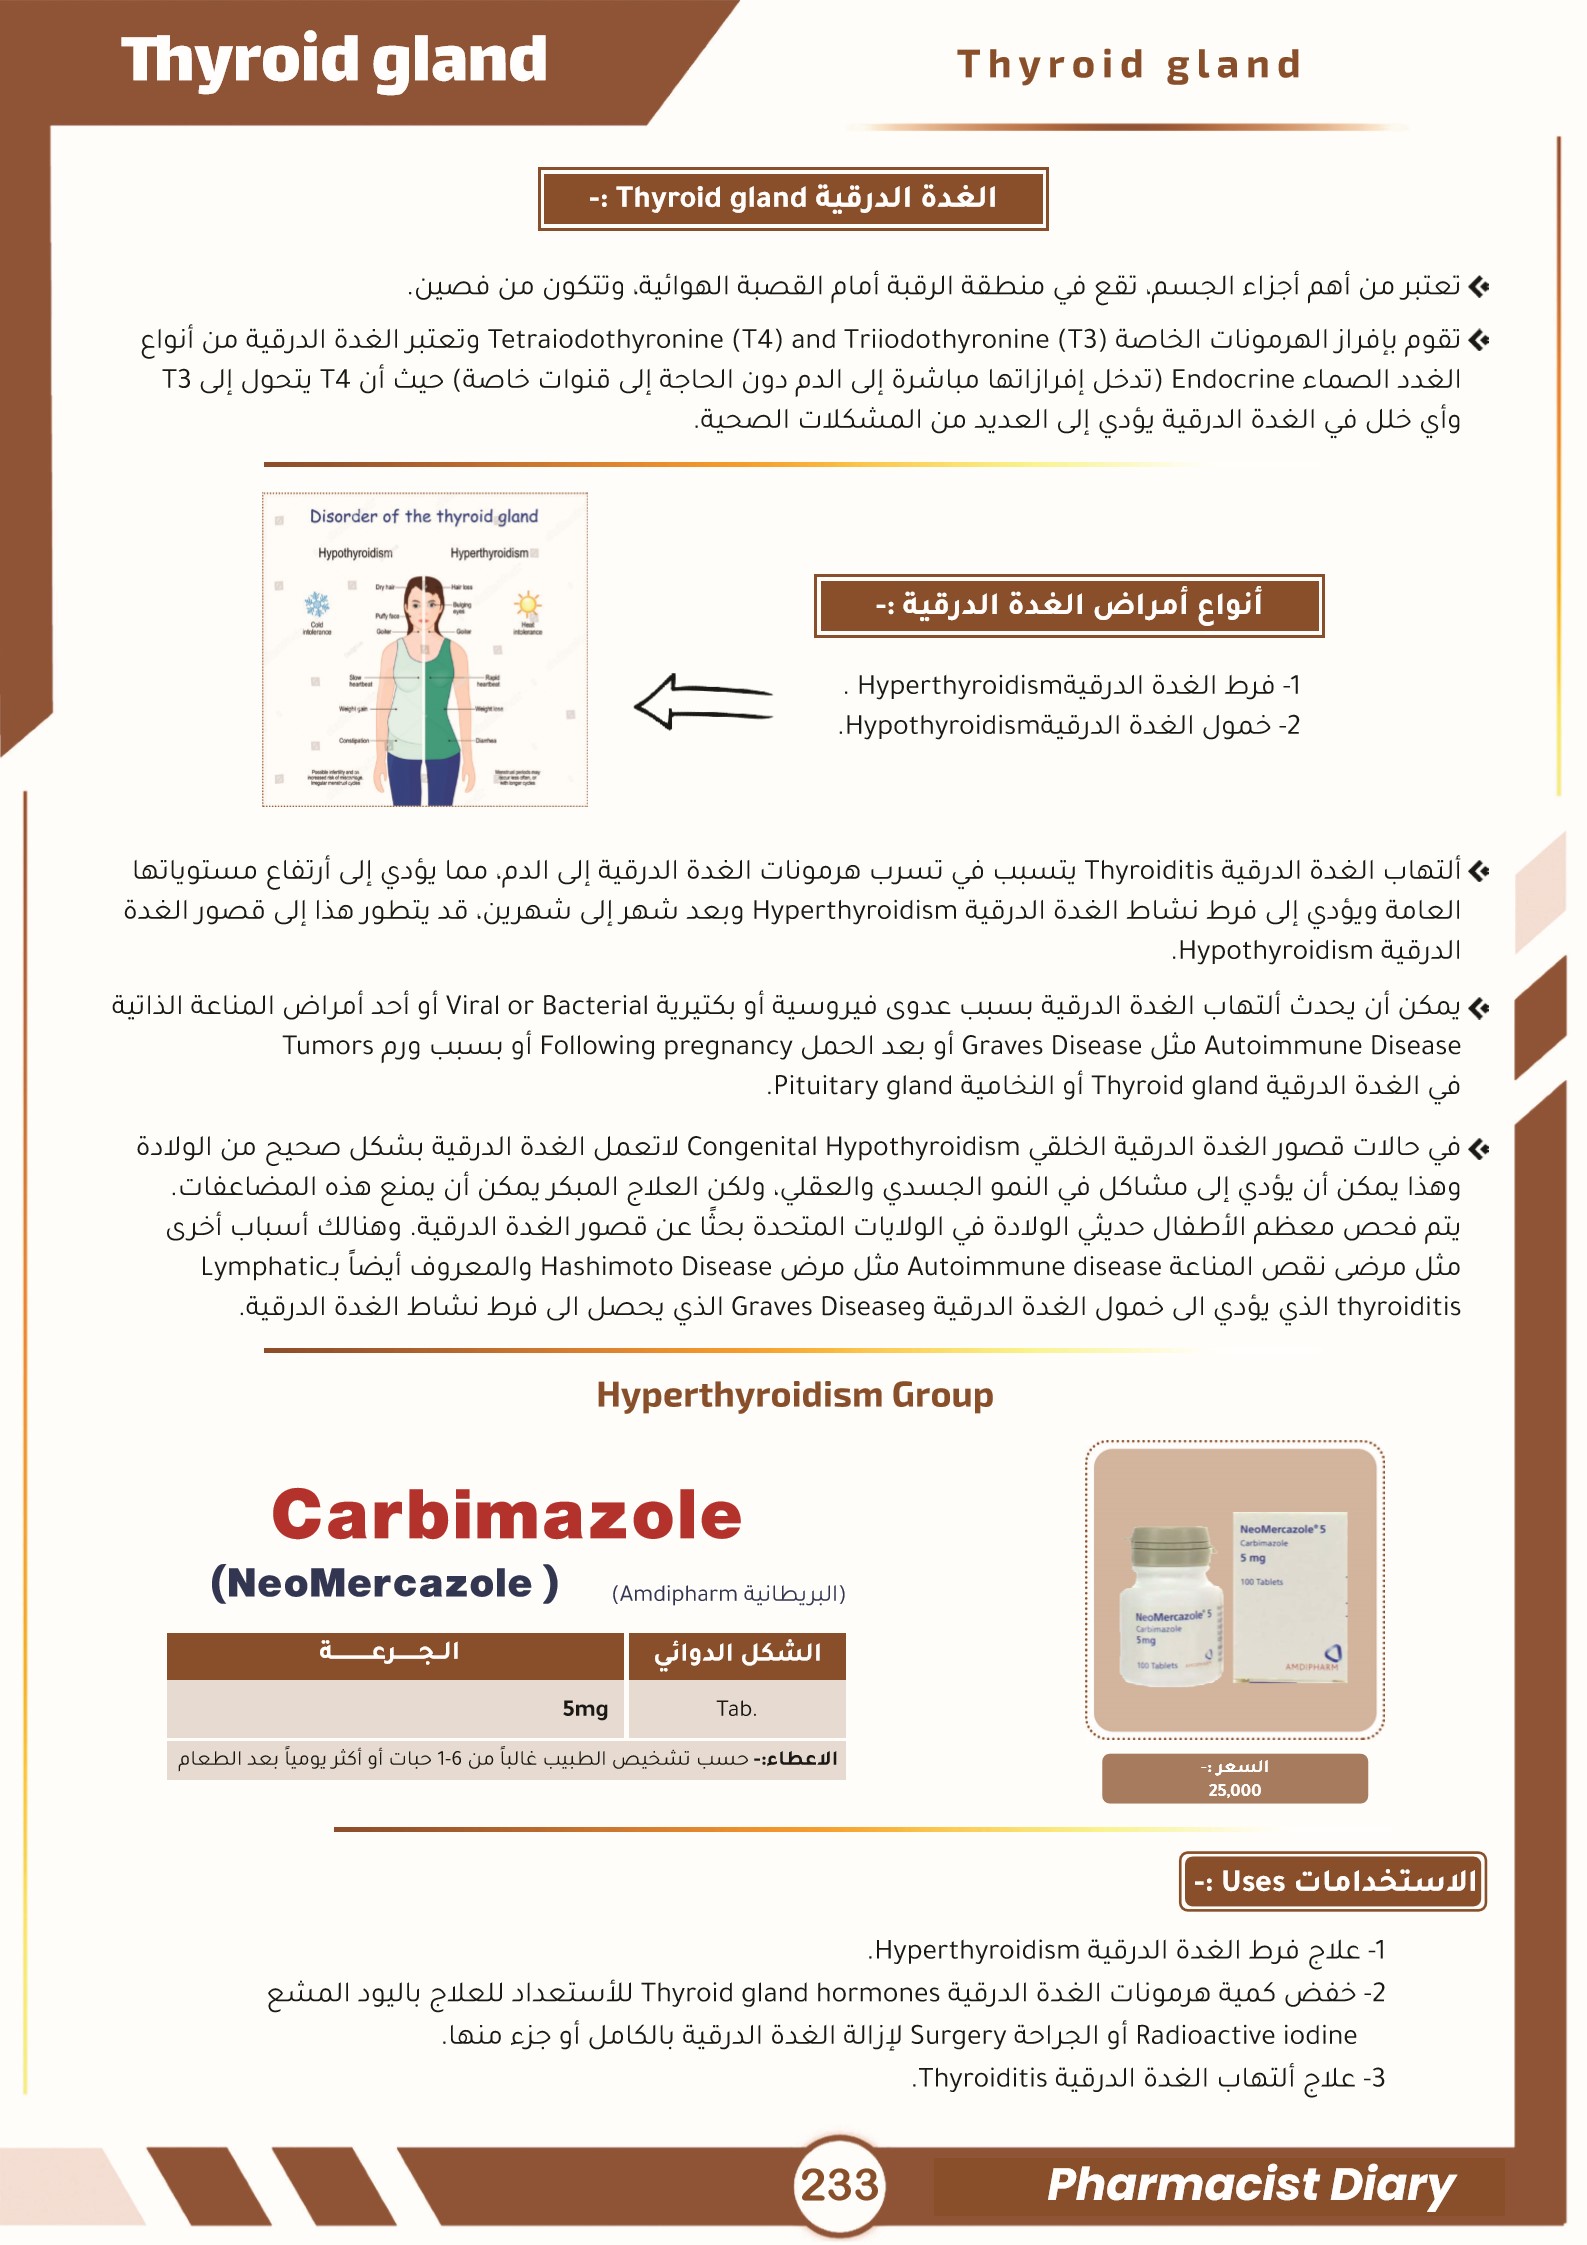 Thyroid gland
Thyroid gland
الغدة الدرقية Thyroid gland :-
تعتبر من أهم أجزاء الجسم، تقع في منطقة الرقبة أمام القصبة الهوائية، وتتكون من فصين.
تقوم بإفراز الهرمونات الخاصة Tetraiodothyronine (T4) and Triiodothyronine (T3) وتعتبر الغدة الدرقية من أنواع
الغدد الصماء Endocrine (تدخل إفرازاتها مباشرة إلى الدم دون الحاجة إلى قنوات خاصة) حيث أن T4 يتحول إلى T3
وأي خلل في الغدة الدرقية يؤدي إلى العديد من المشكلات الصحية.
Disorder of the thyroid gland
Hypothyroidism Hyperthyroidism
Dry hair Hair loss
Bulging
eyes
Puffy face
Goiter Goiter
Cold
intolerance
Heat
intolerance
Slow
heartbeat
Rapid
heartbeat
Weight gain Weight loss
Constipation Diarrhea
Possible infertility and an
increased risk of miscarriage
Irregular menstrual cycles
Menstrual periods may
occur less often, or
with longer cycles
أنواع أمراض الغدة الدرقية :-
1- فرط الغدة الدرقيةHyperthyroidism .
2- خمول الغدة الدرقيةHypothyroidism.
ألتهاب الغدة الدرقية Thyroiditis يتسبب في تسرب هرمونات الغدة الدرقية إلى الدم، مما يؤدي إلى أرتفاع مستوياتها
العامة ويؤدي إلى فرط نشاط الغدة الدرقية Hyperthyroidism وبعد شهر إلى شهرين، قد يتطور هذا إلى قصور الغدة
الدرقية Hypothyroidism.
يمكن أن يحدث ألتهاب الغدة الدرقية بسبب عدوى فيروسية أو بكتيرية Viral or Bacterial أو أحد أمراض المناعة الذاتية
Autoimmune Disease مثل Graves Disease أو بعد الحمل Following pregnancy أو بسبب ورم Tumors
في الغدة الدرقية Thyroid gland أو النخامية Pituitary gland.
في حالات قصور الغدة الدرقية الخلقي Congenital Hypothyroidism لاتعمل الغدة الدرقية بشكل صحيح من الولادة
وهذا يمكن أن يؤدي إلى مشاكل في النمو الجسدي والعقلي، ولكن العلاج المبكر يمكن أن يمنع هذه المضاعفات.
يتم فحص معظم الأطفال حديثي الولادة في الولايات المتحدة بحثًا عن قصور الغدة الدرقية. وهنالك أسباب أخرى
مثل مرضى نقص المناعة Autoimmune disease مثل مرض Hashimoto Disease والمعروف أيضاً بـLymphatic
thyroiditis الذي يؤدي الى خمول الغدة الدرقية وGraves Disease الذي يحصل الى فرط نشاط الغدة الدرقية.
Hyperthyroidism Group
Carbimazole
(NeoMercazole ) (البريطانية Amdipharm)
الشكل الدوائي الـجــــرعـــــــة
Tab. 5mg
الاعطاء:- حسب تشخيص الطبيب غالباً من 6-1 حبات أو أكثر يومياً بعد الطعام
NeoMercazole® 5
Carbimazole
5 mg
100 Tablets
AMDIPHARM
NeoMercazole® 5
Carbimazole
5mg
100 Tablets
السعر :-
25,000
الاستخدامات Uses :-
1- علاج فرط الغدة الدرقية Hyperthyroidism.
2- خفض كمية هرمونات الغدة الدرقية Thyroid gland hormones للأستعداد للعلاج باليود المشع
Radioactive iodine أو الجراحة Surgery لإزالة الغدة الدرقية بالكامل أو جزء منها.
3- علاج ألتهاب الغدة الدرقية Thyroiditis.
233
Pharmacist Diary